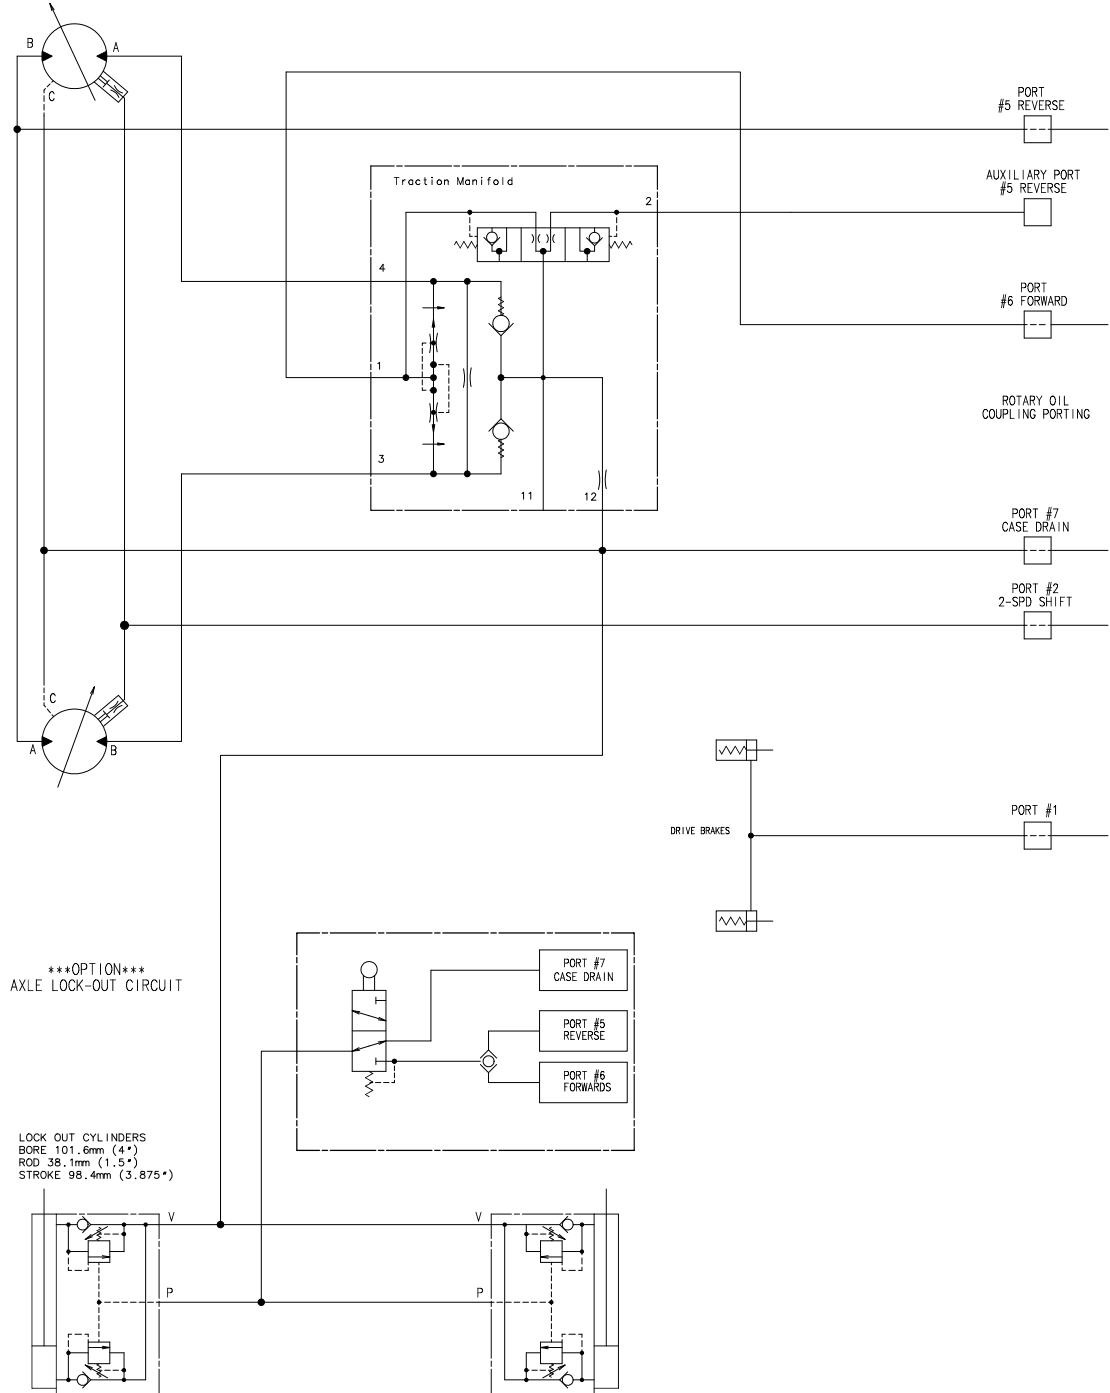 B
A
C
PORT
#5 REVERSE
AUXILIARY PORT
#5 REVERSE
Traction Manifold
2
4
PORT
#6 FORWARD
1
ROTARY OIL
COUPLING PORTING
3
11
12
PORT #7
CASE DRAIN
PORT #2
2-SPD SHIFT
C
A
B
DRIVE BRAKES
PORT #1
***OPTION***
AXLE LOCK-OUT CIRCUIT
PORT #7
CASE DRAIN
PORT #5
REVERSE
PORT #6
FORWARDS
LOCK OUT CYLINDERS
BORE 101.6mm (4")
ROD 38.1mm (1.5")
STROKE 98.4mm (3.875")
V
V
P
P